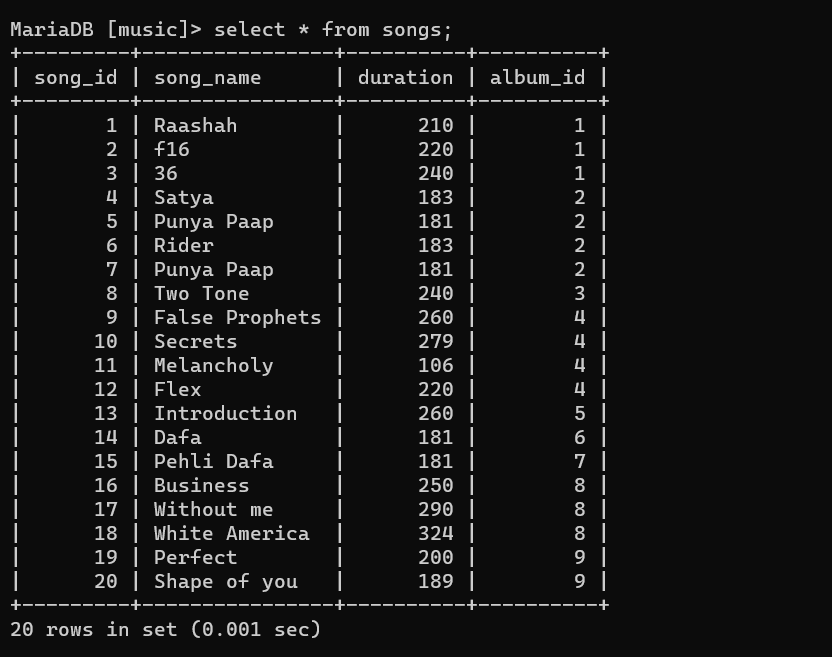 MariaDB [music]> select * from songs;
+---------+----------------+----------+----------+
| song_id | song_name      | duration | album_id |
+---------+----------------+----------+----------+
|       1 | Raashah        |      210 |        1 |
|       2 | f16            |      220 |        1 |
|       3 | 36             |      240 |        1 |
|       4 | Satya          |      183 |        2 |
|       5 | Punya Paap     |      181 |        2 |
|       6 | Rider          |      183 |        2 |
|       7 | Punya Paap     |      181 |        2 |
|       8 | Two Tone       |      240 |        3 |
|       9 | False Prophets |      260 |        4 |
|      10 | Secrets        |      279 |        4 |
|      11 | Melancholy     |      106 |        4 |
|      12 | Flex           |      220 |        4 |
|      13 | Introduction   |      260 |        5 |
|      14 | Dafa           |      181 |        6 |
|      15 | Pehli Dafa     |      181 |        7 |
|      16 | Business       |      250 |        8 |
|      17 | Without me     |      290 |        8 |
|      18 | White America  |      324 |        8 |
|      19 | Perfect        |      200 |        9 |
|      20 | Shape of you   |      189 |        9 |
+---------+----------------+----------+----------+
20 rows in set (0.001 sec)